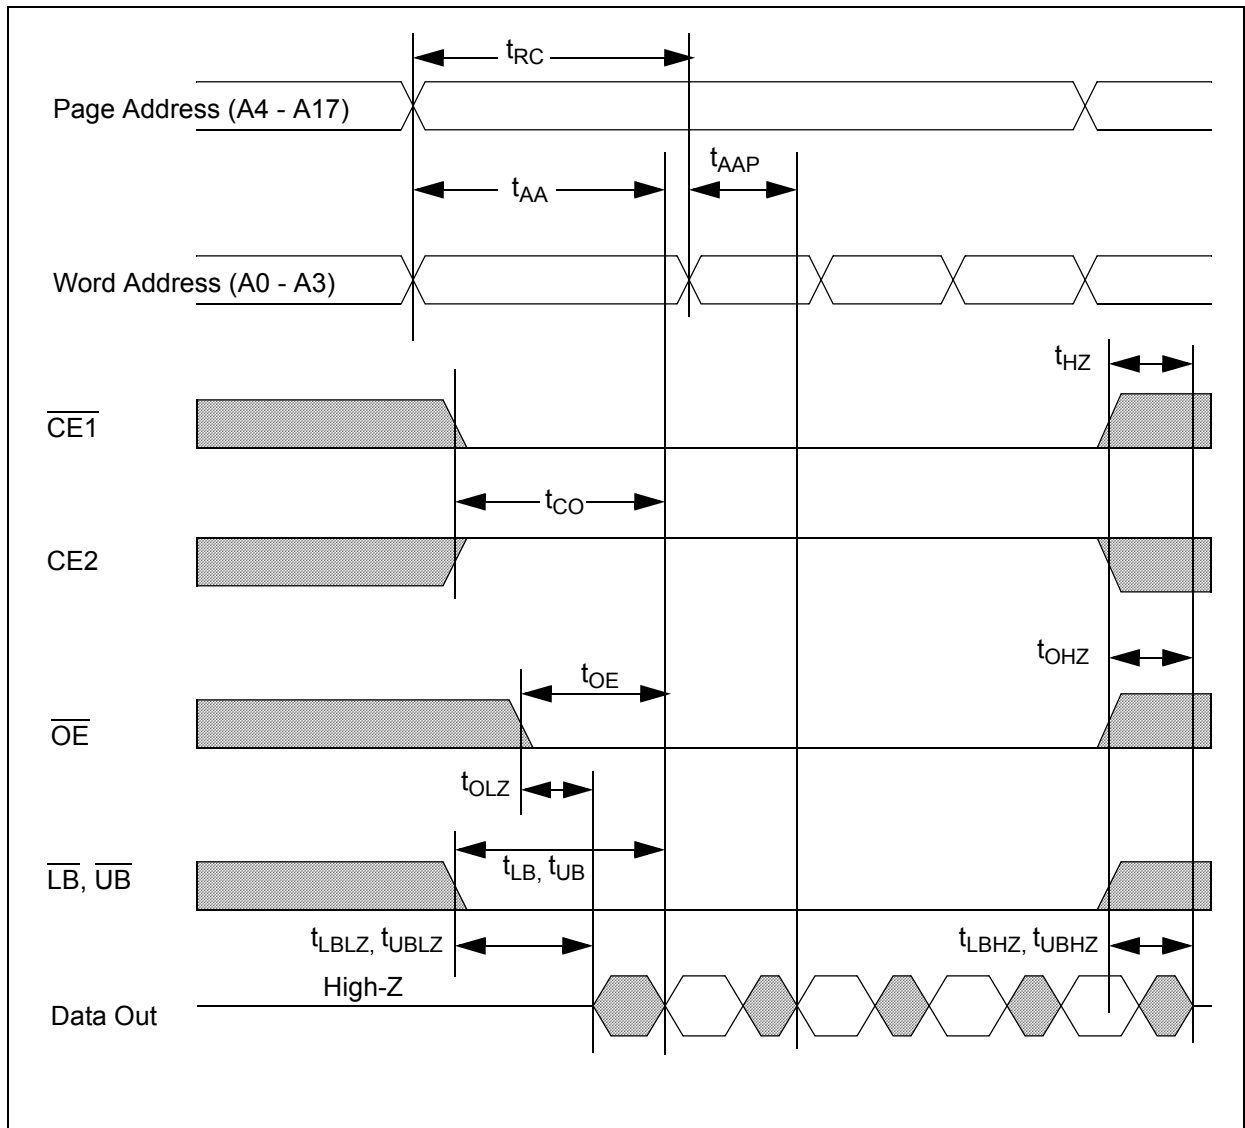 tRC
Page Address (A4 - A17)
tAAP
tAA
Word Address (A0 - A3)
tHZ
CE1
tCO
CE2
tOHZ
tOE
OE
tOLZ
LB, UB
tLB, tUB
tLBLZ, tUBLZ
tLBHZ, tUBHZ
High-Z
Data Out